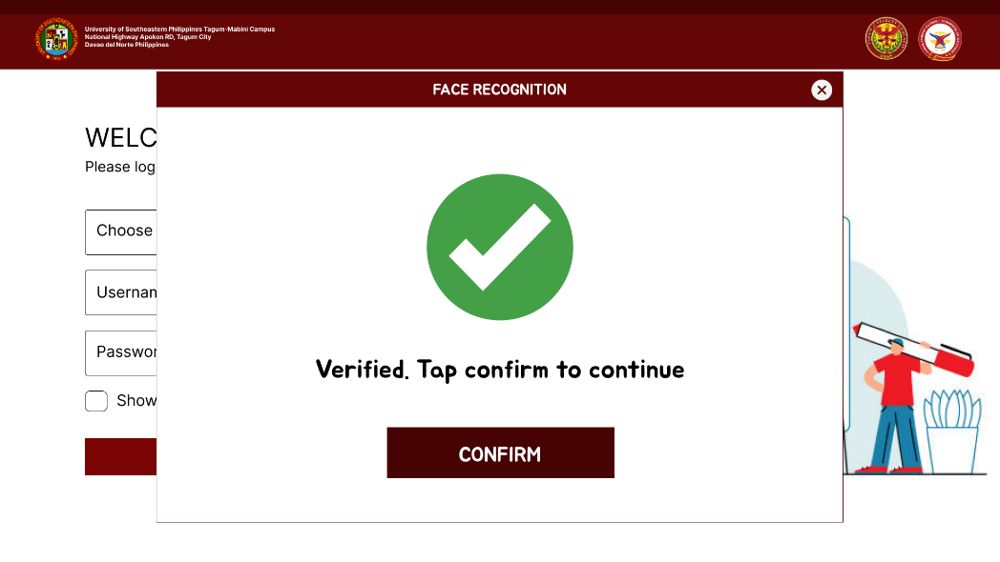 University of Southeastern Philippines Tagum-Mabini Campus
National Highway Apokon RD, Tagum City
Davao del Norte Philippines
FACE RECOGNITION
WELC
Please log
Choose
Usernan
Passwor
Show
Verified. Tap confirm to continue
CONFIRM